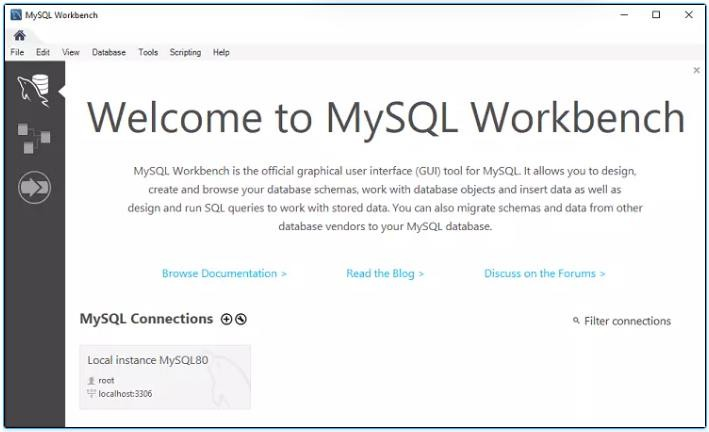 MySQL Workbench
File Edit View Database Tools Scripting Help
Welcome to MySQL Workbench
MySQL Workbench is the official graphical user interface (GUI) tool for MySQL. It allows you to design,
create and browse your database schemas, work with database objects and insert data as well as
design and run SQL queries to work with stored data. You can also migrate schemas and data from other
database vendors to your MySQL database.
Browse Documentation > Read the Blog > Discuss on the Forums >
MySQL Connections Filter connections
Local instance MySQL80
root
localhost:3306